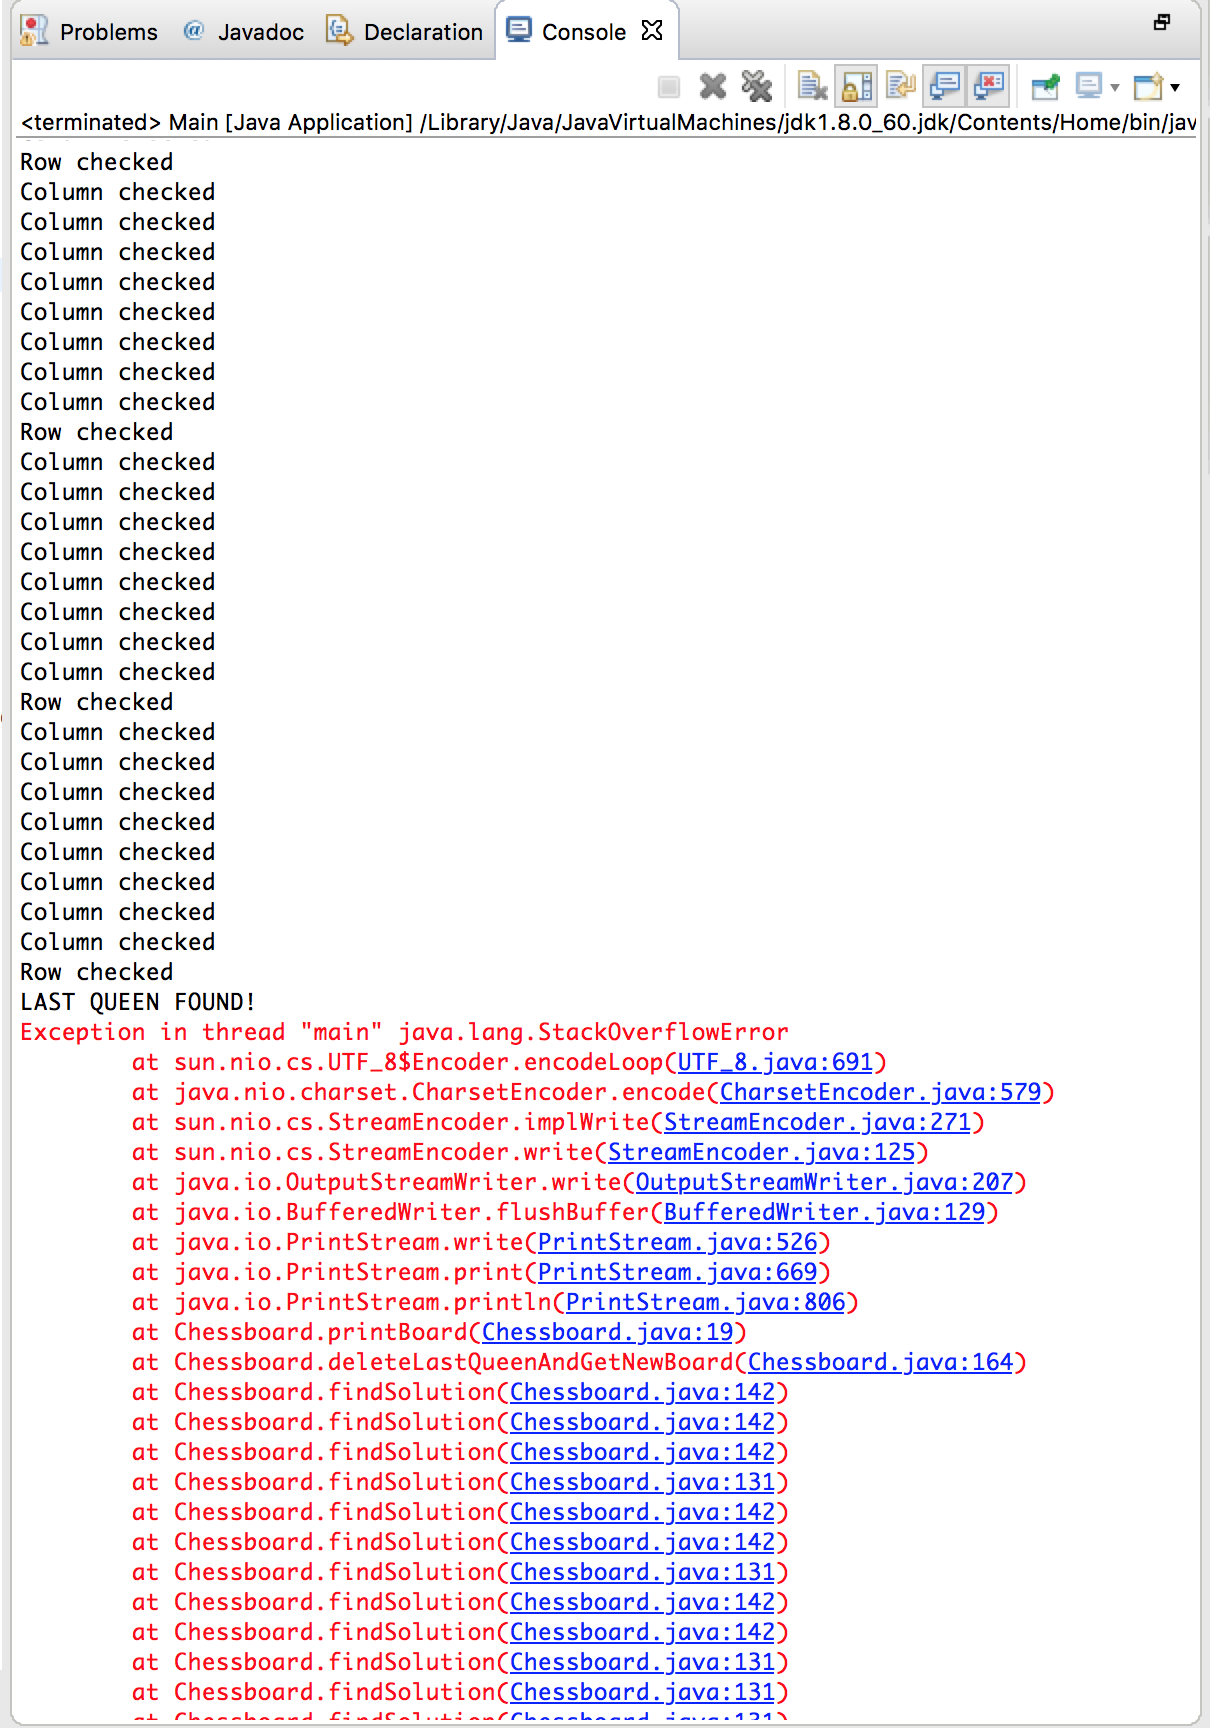 Problems @ Javadoc Declaration Console
<terminated> Main [Java Application] /Library/Java/JavaVirtualMachines/jdk1.8.0_60.jdk/Contents/Home/bin/jav
Row checked
Column checked
Column checked
Column checked
Column checked
Column checked
Column checked
Column checked
Column checked
Row checked
Column checked
Column checked
Column checked
Column checked
Column checked
Column checked
Column checked
Column checked
Row checked
Column checked
Column checked
Column checked
Column checked
Column checked
Column checked
Column checked
Column checked
Row checked
LAST QUEEN FOUND!
Exception in thread "main" java.lang.StackOverflowError
at sun.nio.cs.UTF_8$Encoder.encodeLoop(UTF_8.java:691)
at java.nio.charset.CharsetEncoder.encode(CharsetEncoder.java:579)
at sun.nio.cs.StreamEncoder.implWrite(StreamEncoder.java:271)
at sun.nio.cs.StreamEncoder.write(StreamEncoder.java:125)
at java.io.OutputStreamWriter.write(OutputStreamWriter.java:207)
at java.io.BufferedWriter.flushBuffer(BufferedWriter.java:129)
at java.io.PrintStream.write(PrintStream.java:526)
at java.io.PrintStream.print(PrintStream.java:669)
at java.io.PrintStream.println(PrintStream.java:806)
at Chessboard.printBoard(Chessboard.java:19)
at Chessboard.deleteLastQueenAndGetNewBoard(Chessboard.java:164)
at Chessboard.findSolution(Chessboard.java:142)
at Chessboard.findSolution(Chessboard.java:142)
at Chessboard.findSolution(Chessboard.java:142)
at Chessboard.findSolution(Chessboard.java:131)
at Chessboard.findSolution(Chessboard.java:142)
at Chessboard.findSolution(Chessboard.java:142)
at Chessboard.findSolution(Chessboard.java:131)
at Chessboard.findSolution(Chessboard.java:142)
at Chessboard.findSolution(Chessboard.java:142)
at Chessboard.findSolution(Chessboard.java:131)
at Chessboard.findSolution(Chessboard.java:131)
at Chessboard.findSolution(Chessboard.java:131)